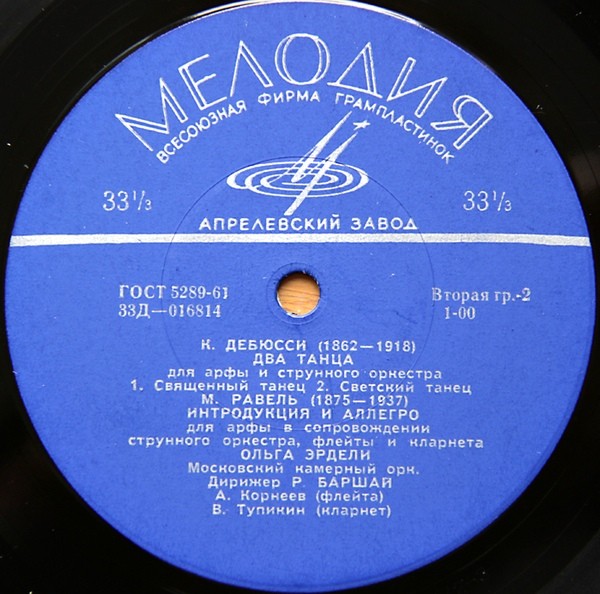 МЕЛОДИЯ
ВСЕСОЮЗНАЯ ФИРМА ГРАМПЛАСТИНОК
33⅓ 33⅓
АПРЕЛЕВСКИЙ ЗАВОД
ГОСТ 5289-61 Вторая гр.-2
33Д—016814 1-00
К. ДЕБЮССИ (1862—1918)
ДВА ТАНЦА
для арфы и струнного оркестра
1. Священный танец 2. Светский танец
М. РАВЕЛЬ (1875—1937)
ИНТРОДУКЦИЯ И АЛЛЕГРО
для арфы в сопровождении
струнного оркестра, флейты и кларнета
ОЛЬГА ЭРДЕЛИ
Московский камерный орк.
Дирижер Р. БАРШАЙ
А. Корнеев (флейта)
В. Тупикин (кларнет)